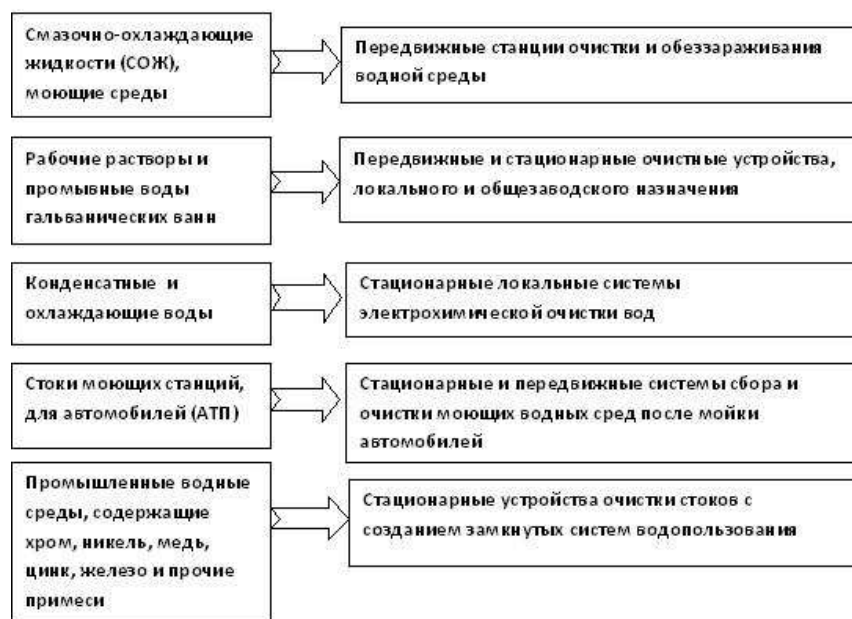 Смазочно-охлаждающие
жидкости (СОЖ),
моющие среды
Передвижные станции очистки и обеззараживания
водной среды
Рабочие растворы и
промывные воды
гальванических ванн
Передвижные и стационарные очистные устройства,
локального и общезаводского назначения
Конденсатные и
охлаждающие воды
Стационарные локальные системы
электрохимической очистки вод
Стоки моющих станций,
для автомобилей (АТП)
Стационарные и передвижные системы сбора и
очистки моющих водных сред после мойки
автомобилей
Промышленные водные
среды, содержащие
хром, никель, медь,
цинк, железо и прочие
примеси
Стационарные устройства очистки стоков с
созданием замкнутых систем водопользования